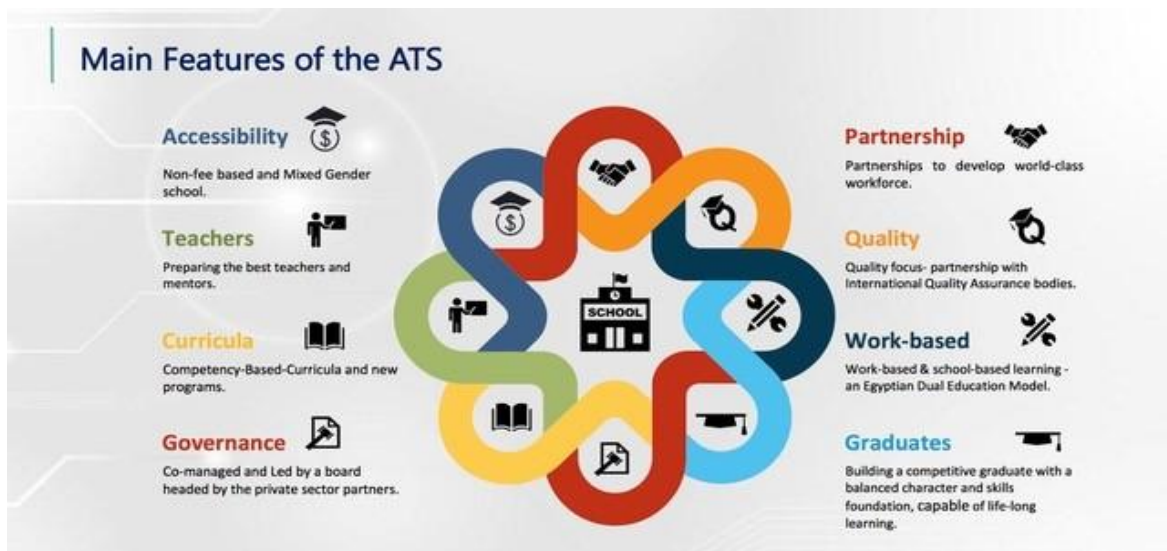 Main Features of the ATS
Accessibility
Non-fee based and Mixed Gender
school.
Teachers
Preparing the best teachers and
mentors.
Curricula
Competency-Based-Curricula and new
programs.
Governance
Co-managed and Led by a board
headed by the private sector partners.
$
$
Q
SCHOOL
Partnership
Partnerships to develop world-class
workforce.
Quality
Q
Quality focus- partnership with
International Quality Assurance bodies.
Work-based
Work-based & school-based learning -
an Egyptian Dual Education Model.
Graduates
Building a competitive graduate with a
balanced character and skills
foundation, capable of life-long
learning.